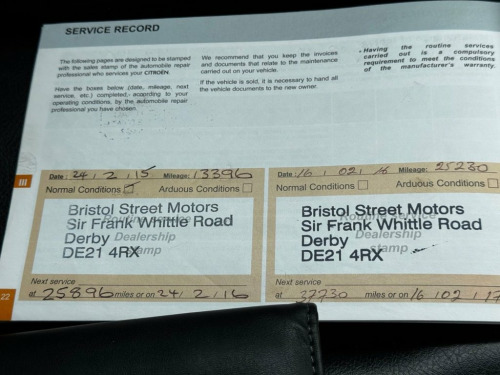 SERVICE RECORD
The following pages are designed to be stamped
with the sales stamp of the automobile repair
professional who services your CITROËN.
Have the boxes below (date, mileage, next
service, etc.) completed, according to your
operating conditions, by the automobile repair
professional you have chosen.
We recommend that you keep the invoices
and documents relate to the maintenance
carried out on your vehicle.
If the vehicle is sold, it is necessary to hand all
the vehicle documents to the new owner.
Having the routine services
carried out is a compulsory
requirement to meet the conditions
of the manufacturer's warranty.
III
Date : 24 / 2 / 15 Mileage: 13396
Normal Conditions Arduous Conditions
Bristol Street Motors
Sir Frank Whittle Road
Derby Dealership
DE21 4RX stamp
Next service
at 25896 miles or on 24 / 2 / 16
Date : 16 / 02 / 16 Mileage: 25230
Normal Conditions Arduous Conditions
Routine service
Bristol Street Motors
Sir Frank Whittle Road
Derby Dealership
DE21 4RX stamp
Next service
at 37730 miles or on 16 / 02 / 17
22